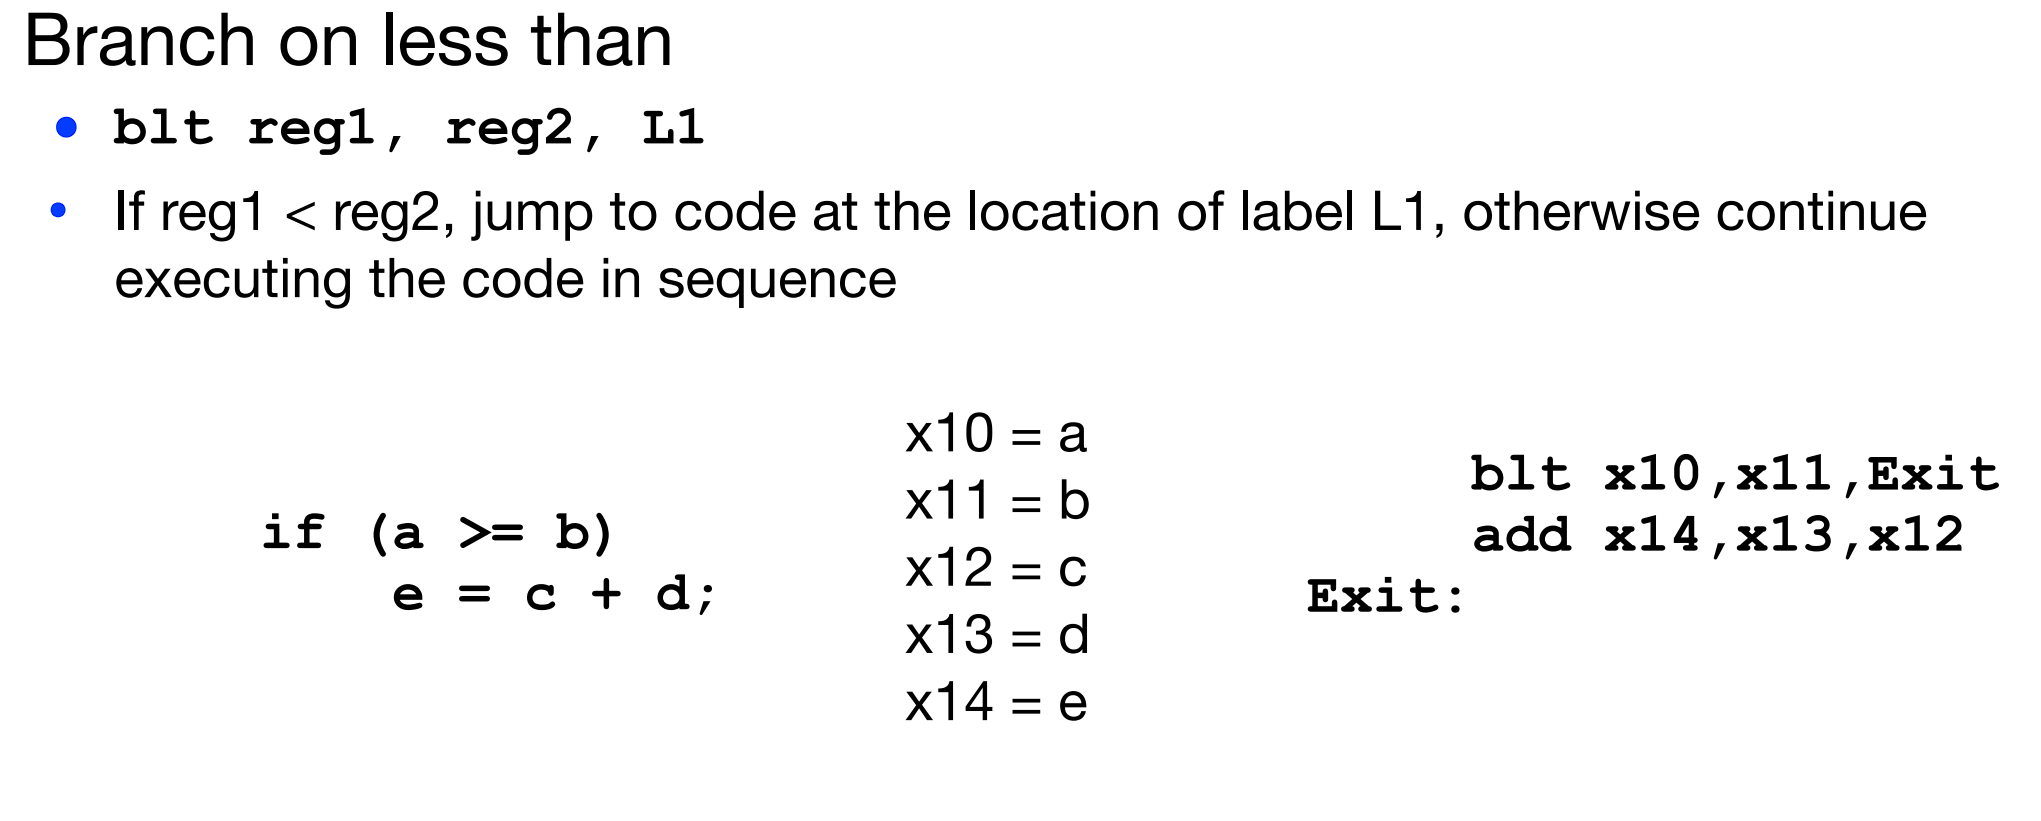 Branch on less than
• blt reg1, reg2, L1
• If reg1 < reg2, jump to code at the location of label L1, otherwise continue
executing the code in sequence
if (a >= b)
e = c + d;
x10 = a
x11 = b
x12 = c
x13 = d
x14 = e
blt x10,x11,Exit
add x14,x13,x12
Exit: